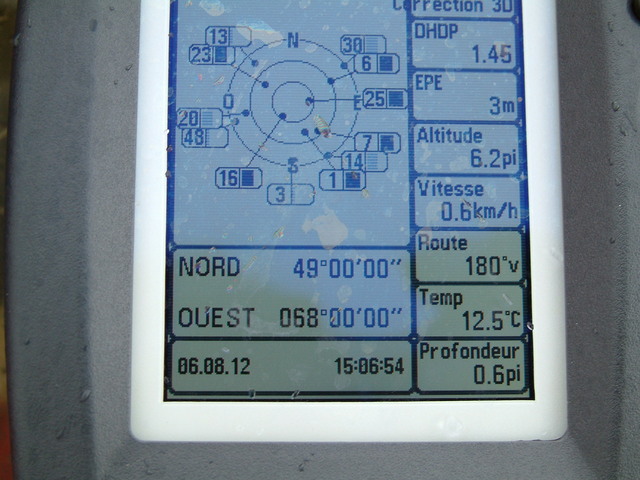 Correction 3D
DHDP
1.45
EPE
3m
Altitude
6.2pi
Vitesse
0.6km/h
Route
180°v
Temp
12.5°C
Profondeur
0.6pi
N
13
30
23
6
O
E
25
20
48
7
14
S
16
1
3
NORD 49°00'00"
OUEST 068°00'00"
06.08.12 15:06:54